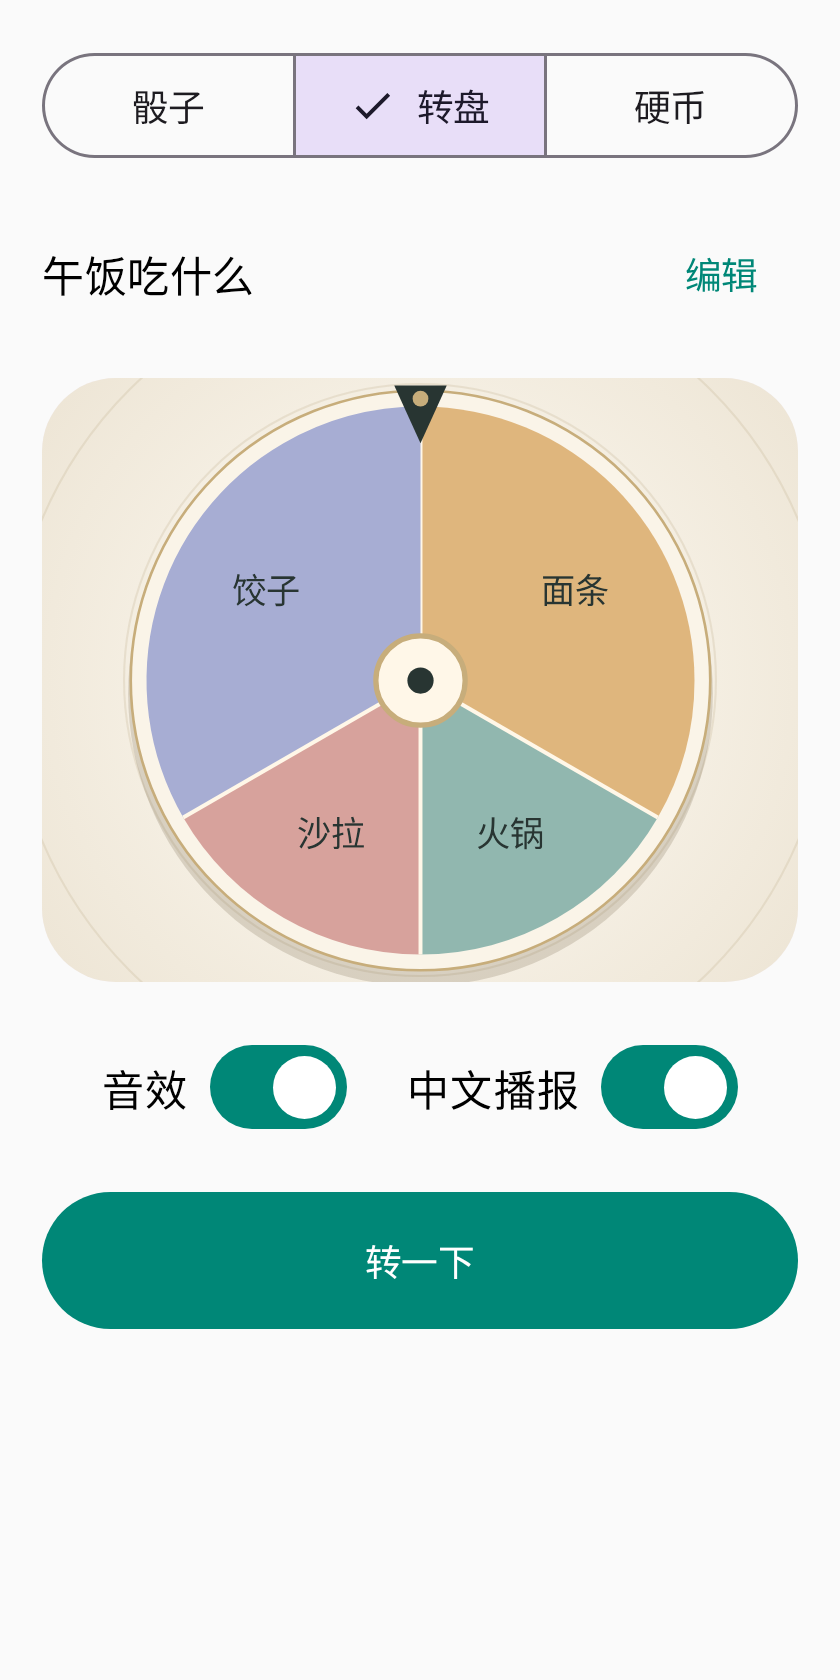 骰子 转盘 硬币
午饭吃什么 编辑
饺子 面条
沙拉 火锅
音效 中文播报
转一下